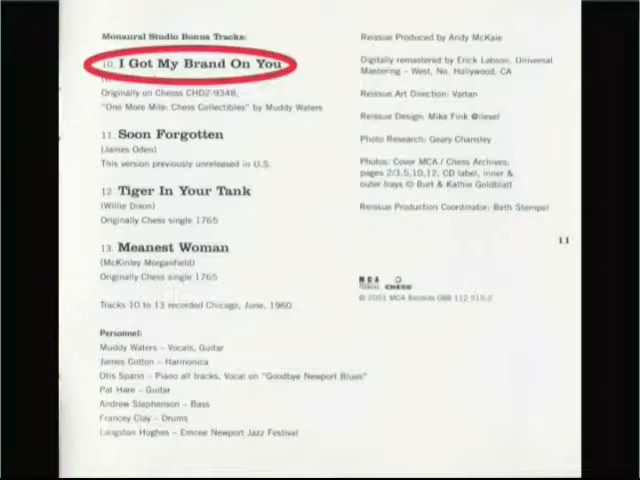 Monaural Studio Bonus Tracks:
10. I Got My Brand On You
Originally on Chesss CHD2-9348,
"One More Mile: Chess Collectibles" by Muddy Waters
11. Soon Forgotten
(James Oden)
This version previously unreleased in U.S.
12. Tiger In Your Tank
(Willie Dixon)
Originally Chess single 1765
13. Meanest Woman
(McKinley Morganfield)
Originally Chess single 1765
Tracks 10 to 13 recorded Chicago, June, 1960
Personnel:
Muddy Waters – Vocals, Guitar
James Cotton – Harmonica
Otis Spann – Piano all tracks, Vocal on "Goodbye Newport Blues"
Pat Hare – Guitar
Andrew Stephenson – Bass
Francey Clay – Drums
Langston Hughes – Emcee Newport Jazz Festival
Reissue Produced by Andy McKaie
Digitally remastered by Erick Labson, Universal
Mastering – West, No. Hollywood, CA
Reissue Art Direction: Vartan
Reissue Design: Mike Fink @
Photo Research: Geary Chansley
Photos: Cover MCA / Chess Archives;
pages 2/3,5,10,12, CD label, inner &
outer trays © Burt & Kathie Goldblatt
Reissue Production Coordinator: Beth Stempel
11
MCA
CHESS
© 2001 MCA Records 088 112 515-2